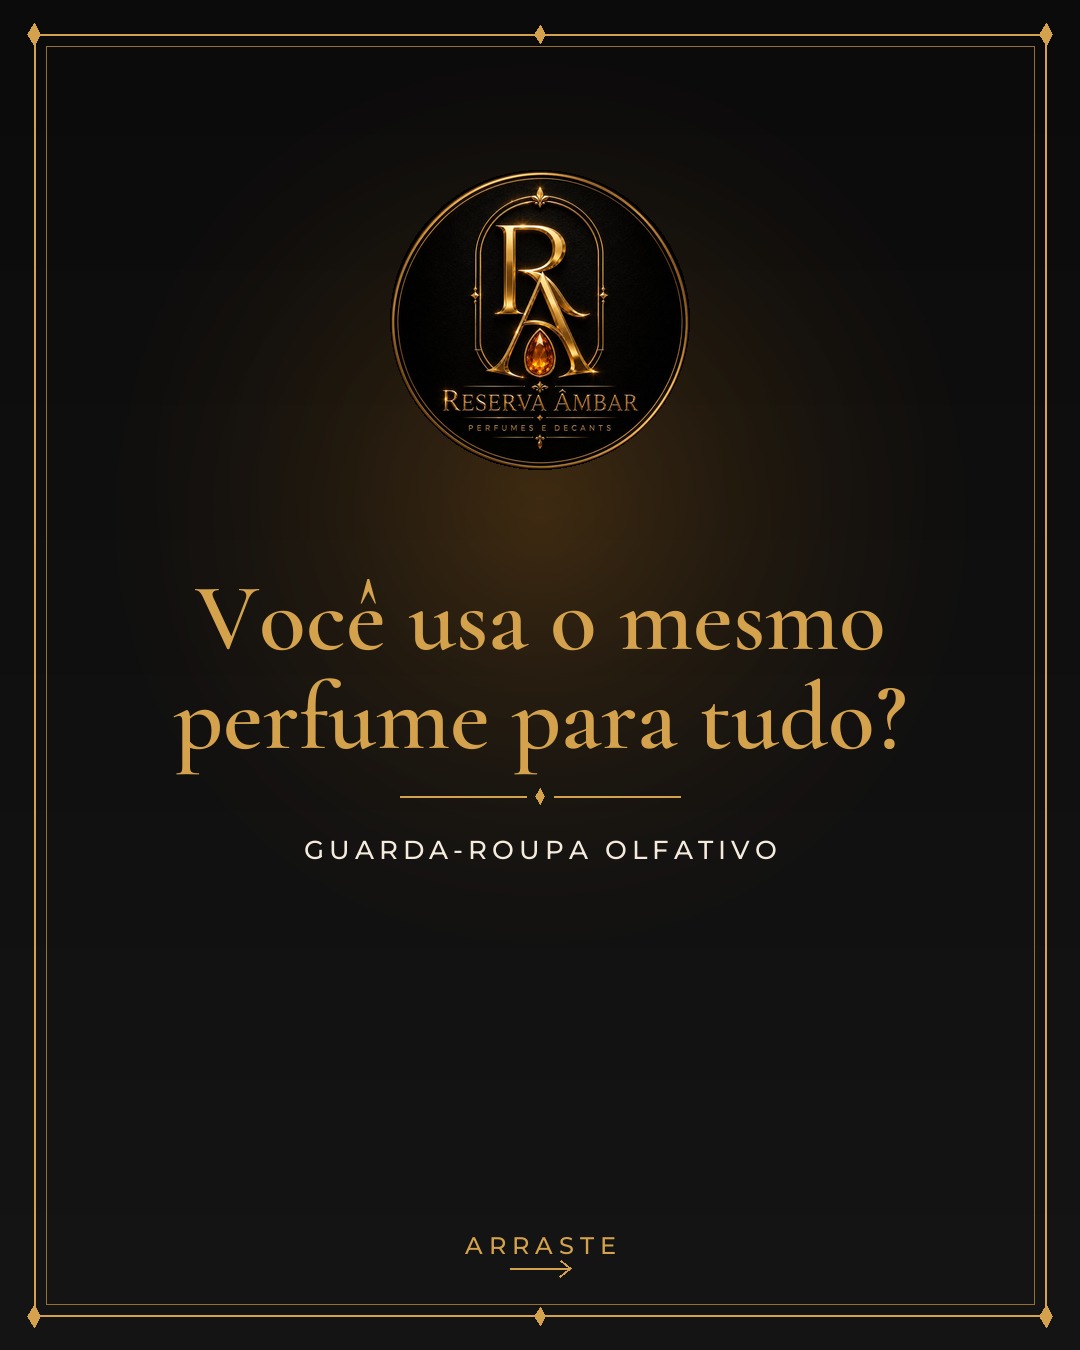 RA
RESERVA ÂMBAR
PERFUMES E DECANTS
Você usa o mesmo
perfume para tudo?
GUARDA-ROUPA OLFATIVO
ARRASTE